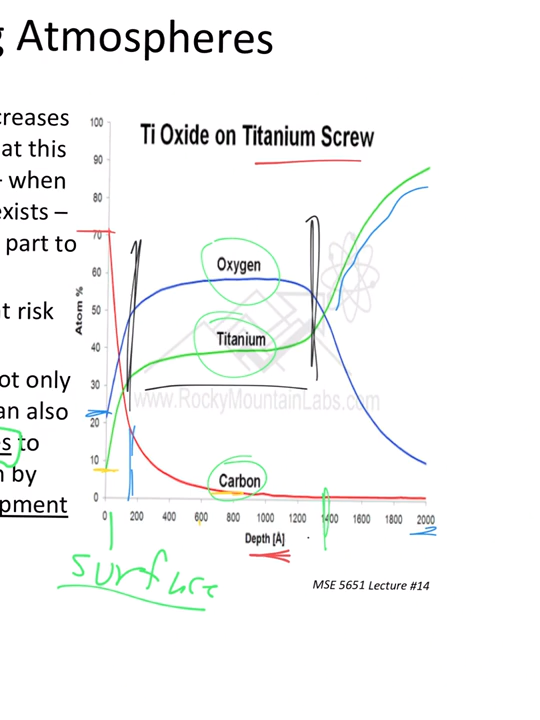 g Atmospheres
creases
at this
- when
exists –
part to
t risk
ot only
an also
s to
n by
pment
Ti Oxide on Titanium Screw
100
90
80
70
60
50
40
30
20
10
0
Atom %
Oxygen
Titanium
Carbon
www.RockyMountainLabs.com
0 200 400 600 800 1000 1200 1400 1600 1800 2000
Depth [Å]
surface
MSE 5651 Lecture #14